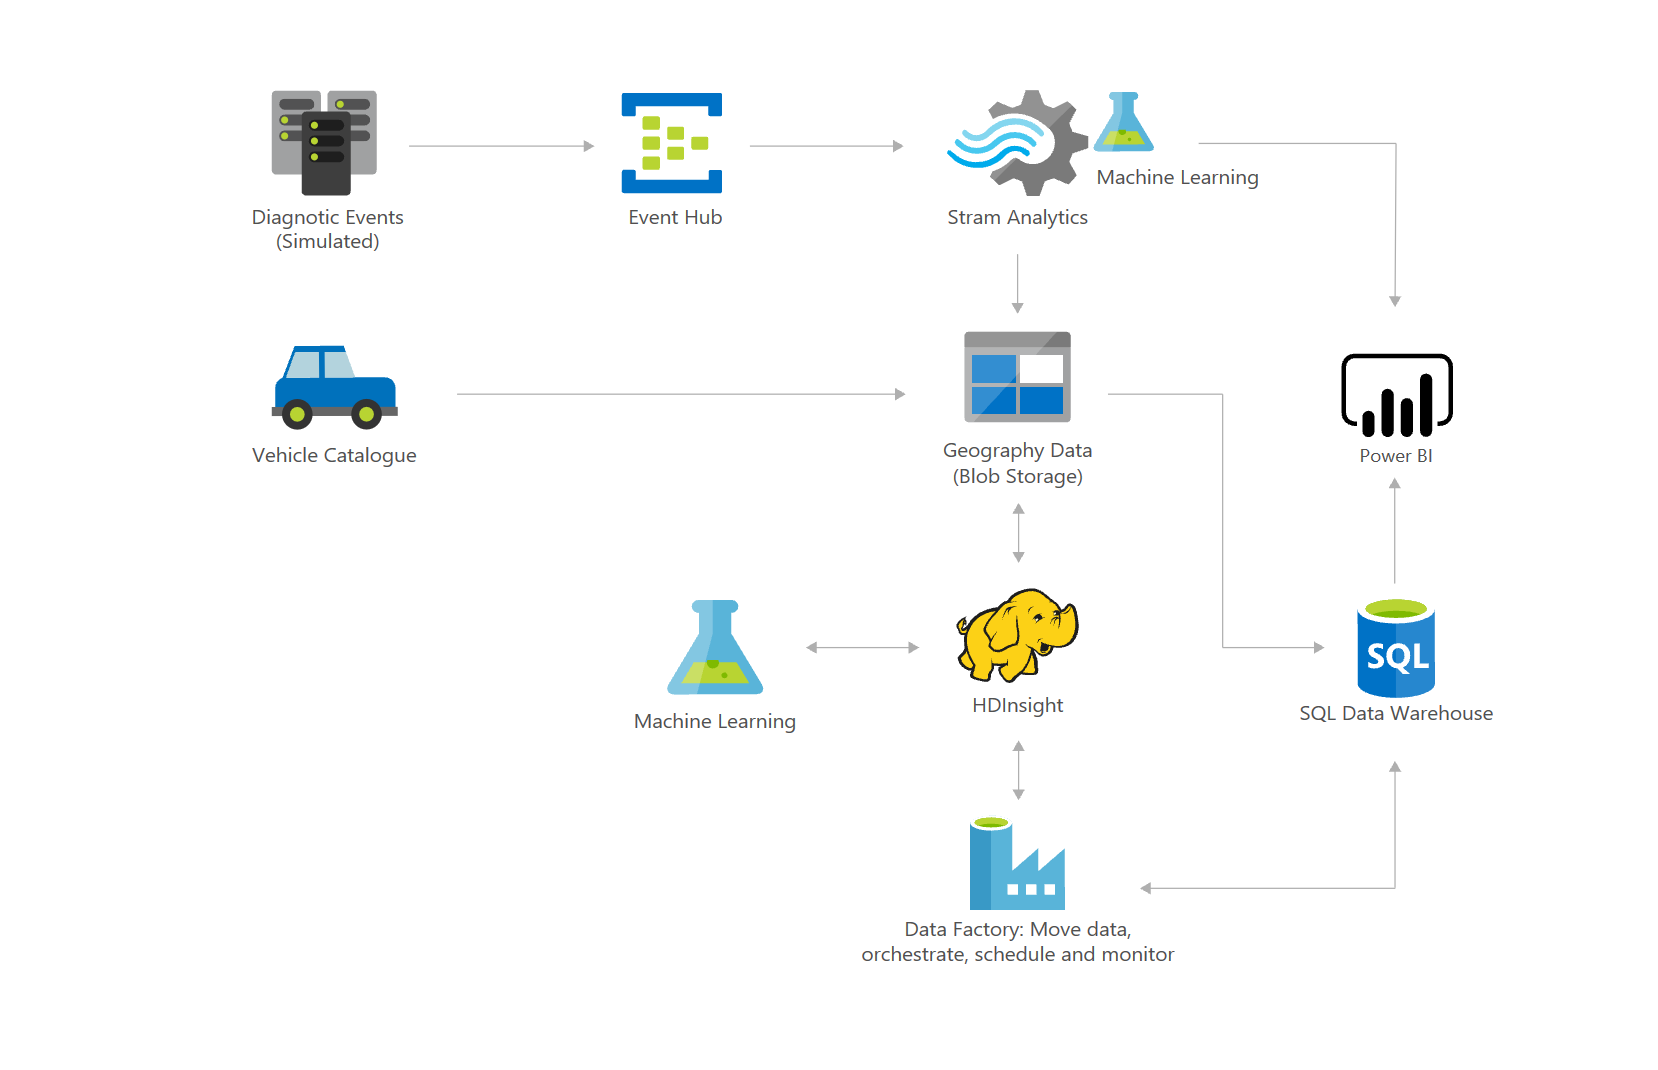 Machine Learning
Diagnotic Events
(Simulated)
Event Hub
Stram Analytics
Vehicle Catalogue
Geography Data
(Blob Storage)
Power BI
SQL
Machine Learning
HDInsight
SQL Data Warehouse
Data Factory: Move data,
orchestrate, schedule and monitor